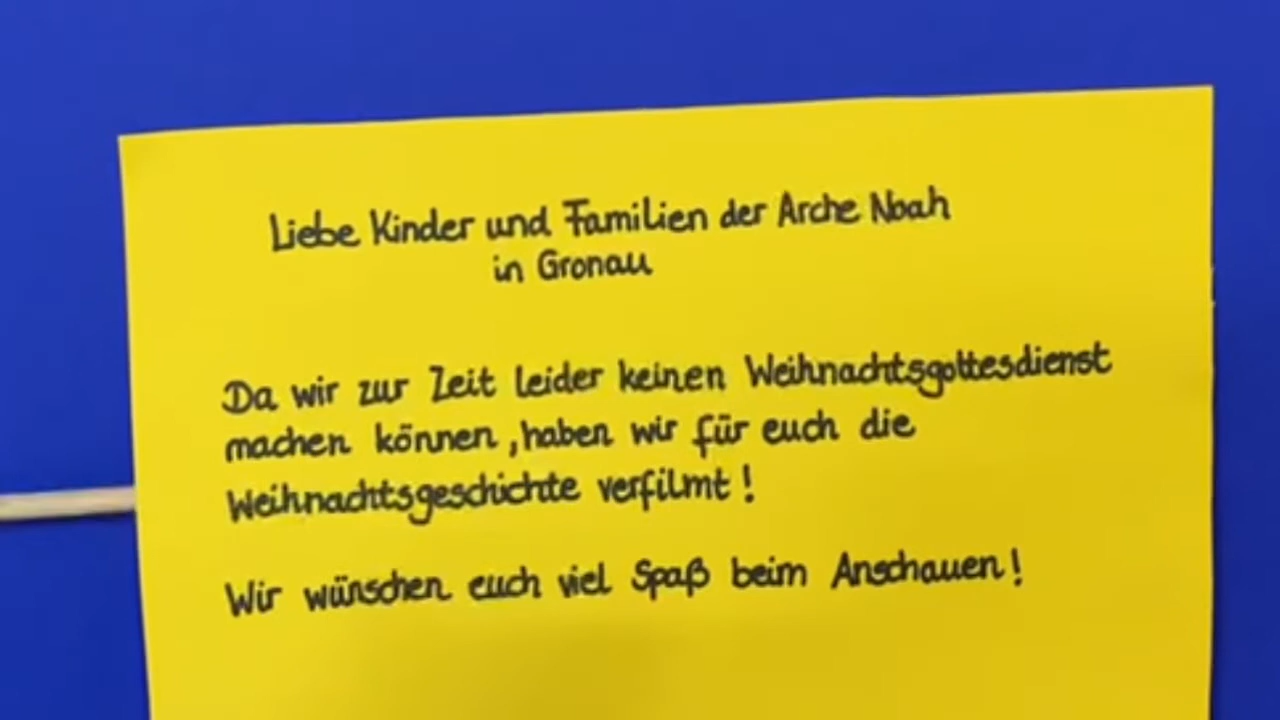 Liebe Kinder und Familien der Arche Noah
in Gronau
Da wir zur Zeit leider keinen Weihnachtsgottesdienst
machen können, haben wir für euch die
Weihnachtsgeschichte verfilmt!
Wir wünschen euch viel Spaß beim Anschauen!